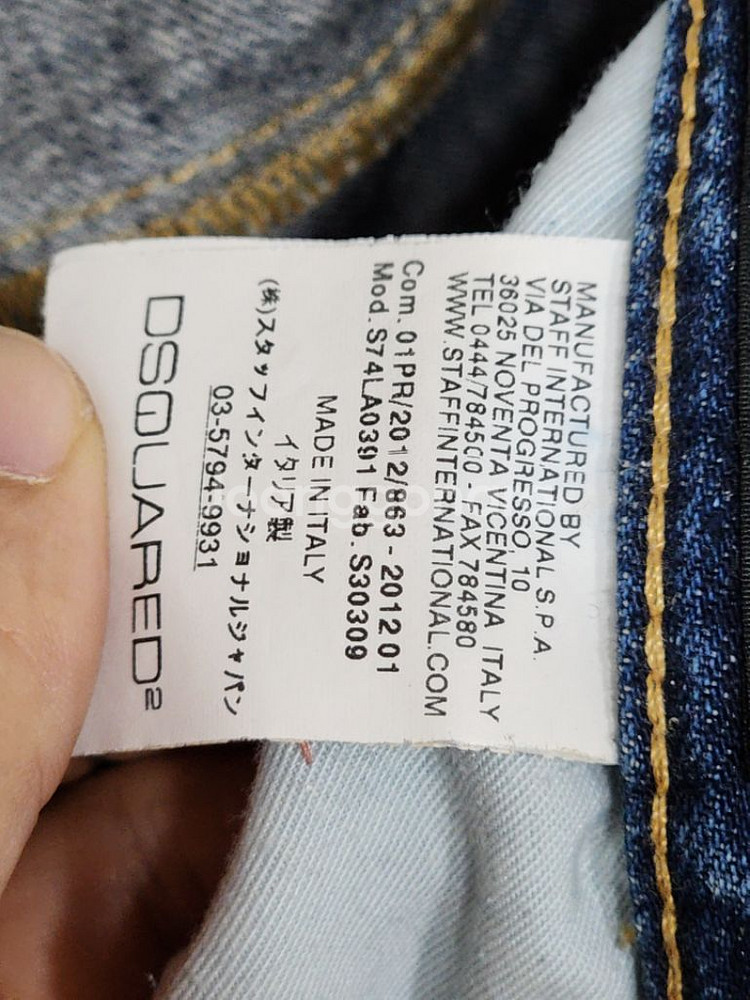 MANUFACTURED BY
STAFF INTERNATIONAL S.P.A.
VIA DEL PROGRESSO, 10
36025 NOVENTA VICENTINA ITALY
TEL 0444/784500 - FAX 784580
WWW.STAFFINTERNATIONAL.COM
Com. 01PR/2012/863 - 201201
Mod. S74LA0391 Fab. S30309
MADE IN ITALY
イタリア製
(株)スタッフインターナショナルジャパン
03-5794-9931
DSQUARED2